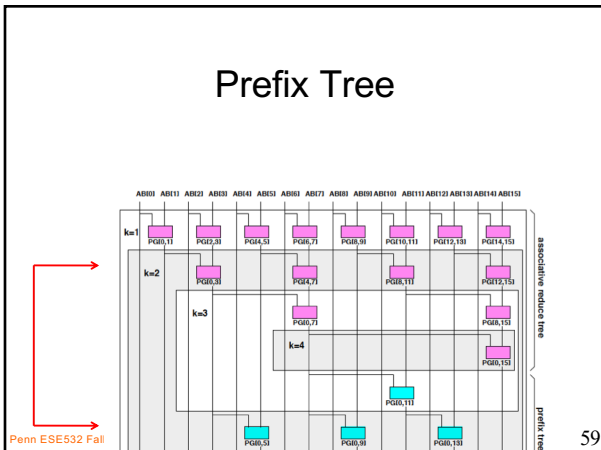 Prefix Tree
AB[0] AB[1] AB[2] AB[3] AB[4] AB[5] AB[6] AB[7] AB[8] AB[9] AB[10] AB[11] AB[12] AB[13] AB[14] AB[15]
k=1
PG[0,1] PG[2,3] PG[4,5] PG[6,7] PG[8,9] PG[10,11] PG[12,13] PG[14,15]
k=2
PG[0,3] PG[4,7] PG[8,11] PG[12,15]
k=3
PG[0,7] PG[8,15]
k=4
PG[0,15]
associative reduce tree
PG[0,11]
PG[0,5] PG[0,9] PG[0,13]
prefix tree
Penn ESE532 Fall
59